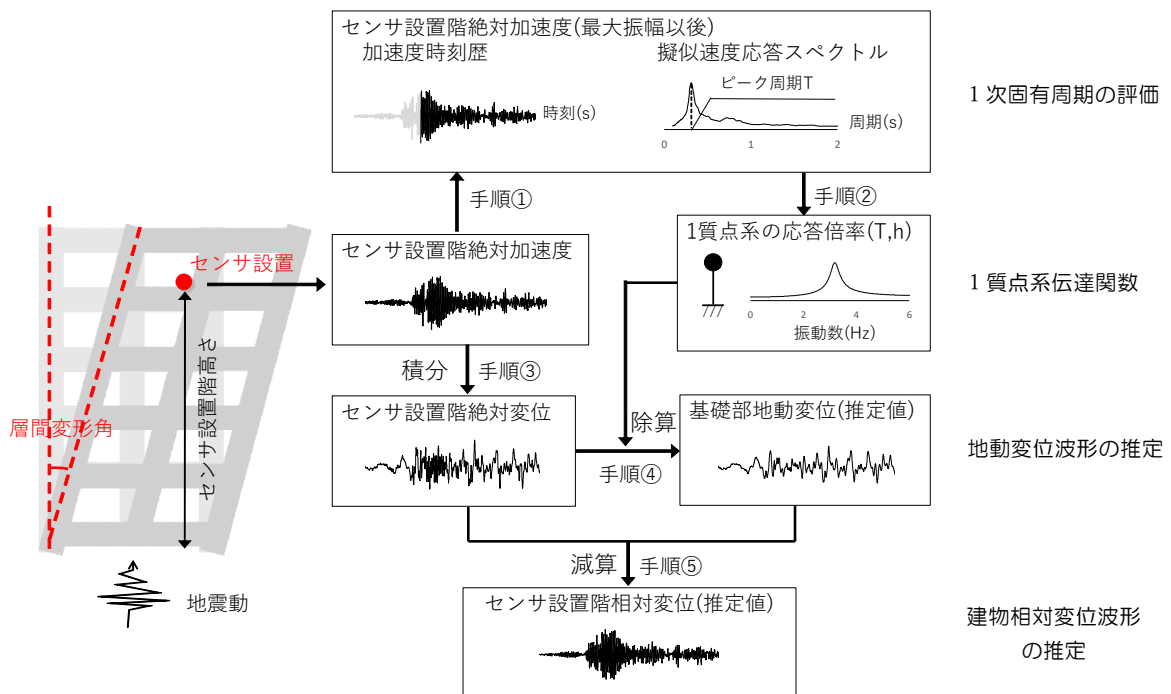 センサ設置階絶対加速度(最大振幅以後)
加速度時刻歴
擬似速度応答スペクトル
ピーク周期T
時刻(s)
周期(s)
0 1 2
1次固有周期の評価
手順①
手順②
センサ設置
センサ設置階絶対加速度
1質点系の応答倍率(T,h)
0 2 4 6
振動数(Hz)
1質点系伝達関数
センサ設置階高さ
層間変形角
積分
手順③
センサ設置階絶対変位
除算
手順④
基礎部地動変位(推定値)
地動変位波形の推定
地震動
減算
手順⑤
センサ設置階相対変位(推定値)
建物相対変位波形
の推定